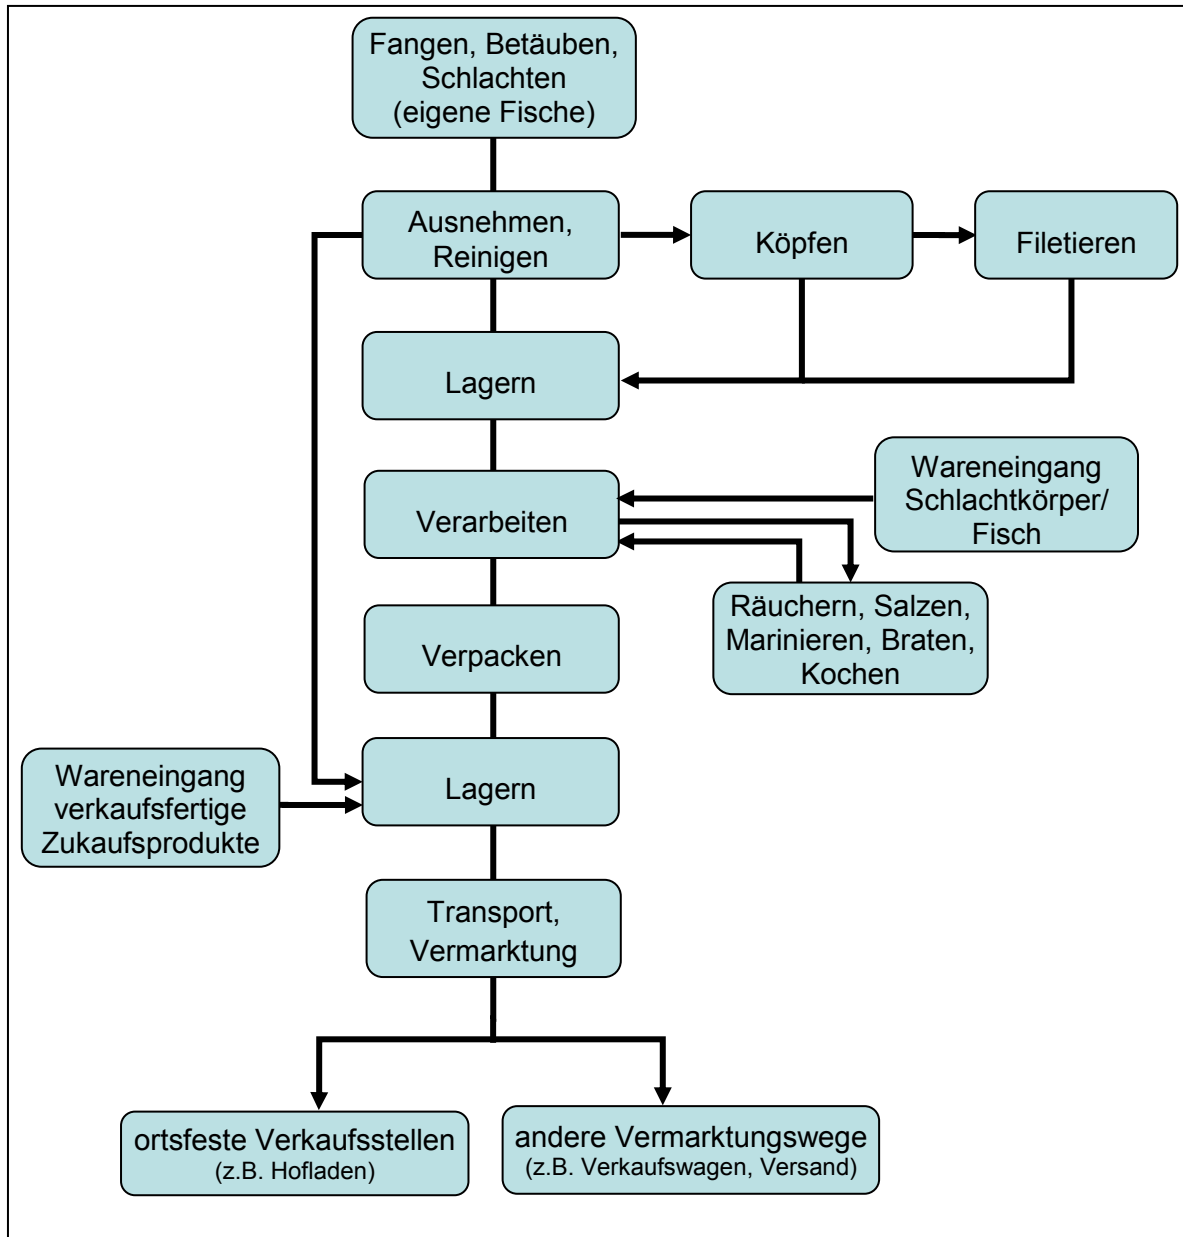 Fangen, Betäuben,
Schlachten
(eigene Fische)
Ausnehmen,
Reinigen
Köpfen
Filetieren
Lagern
Wareneingang
Schlachtkörper/
Fisch
Verarbeiten
Räuchern, Salzen,
Marinieren, Braten,
Kochen
Verpacken
Wareneingang
verkaufsfertige
Zukaufsprodukte
Lagern
Transport,
Vermarktung
ortsfeste Verkaufsstellen
(z.B. Hofladen)
andere Vermarktungswege
(z.B. Verkaufswagen, Versand)